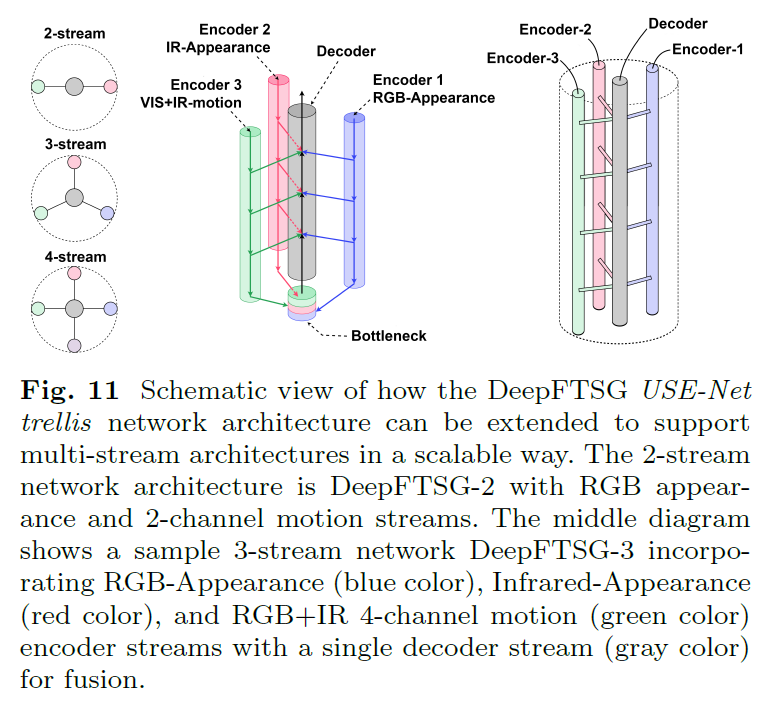 2-stream
3-stream
4-stream
Encoder 2
IR-Appearance
Encoder 3
VIS+IR-motion
Decoder
Encoder 1
RGB-Appearance
Bottleneck
Encoder-2
Encoder-3
Decoder
Encoder-1
Fig. 11 Schematic view of how the DeepFTSG USE-Net
trellis network architecture can be extended to support
multi-stream architectures in a scalable way. The 2-stream
network architecture is DeepFTSG-2 with RGB appear-
ance and 2-channel motion streams. The middle diagram
shows a sample 3-stream network DeepFTSG-3 incorpo-
rating RGB-Appearance (blue color), Infrared-Appearance
(red color), and RGB+IR 4-channel motion (green color)
encoder streams with a single decoder stream (gray color)
for fusion.